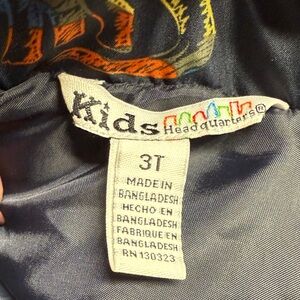 Kids Headquarters®
3T
MADE IN
BANGLADESH
HECHO EN
BANGLADESH
FABRIQUE EN
BANGLADESH
RN 130323